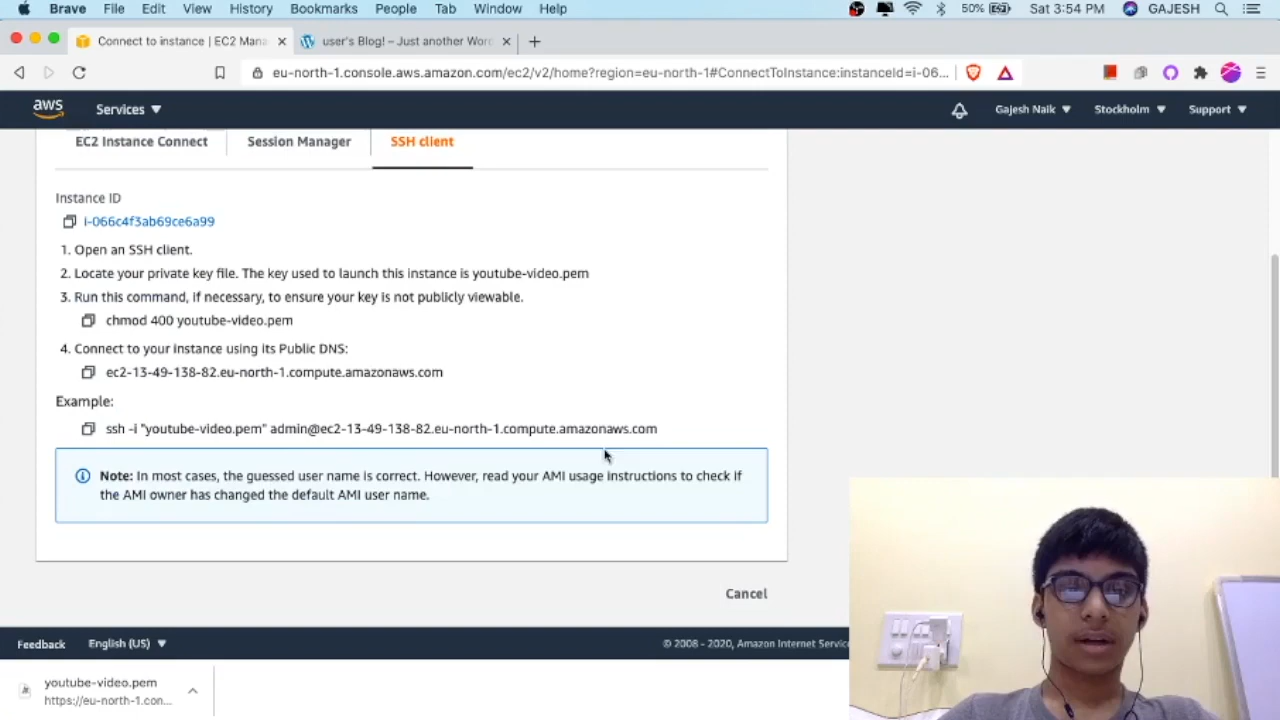 Brave File Edit View History Bookmarks People Tab Window Help 50% Sat 3:54 PM GAJESH
Connect to instance | EC2 Mana user's Blog! – Just another Wor
eu-north-1.console.aws.amazon.com/ec2/v2/home?region=eu-north-1#ConnectToInstance:instanceId=i-06...
aws Services Gajesh Naik Stockholm Support
EC2 Instance Connect Session Manager SSH client
Instance ID
i-066c4f3ab69ce6a99
1. Open an SSH client.
2. Locate your private key file. The key used to launch this instance is youtube-video.pem
3. Run this command, if necessary, to ensure your key is not publicly viewable.
chmod 400 youtube-video.pem
4. Connect to your instance using its Public DNS:
ec2-13-49-138-82.eu-north-1.compute.amazonaws.com
Example:
ssh -i "youtube-video.pem" admin@ec2-13-49-138-82.eu-north-1.compute.amazonaws.com
Note: In most cases, the guessed user name is correct. However, read your AMI usage instructions to check if
the AMI owner has changed the default AMI user name.
Cancel
Feedback English (US) © 2008 - 2020, Amazon Internet Servic
youtube-video.pem
https://eu-north-1.con...